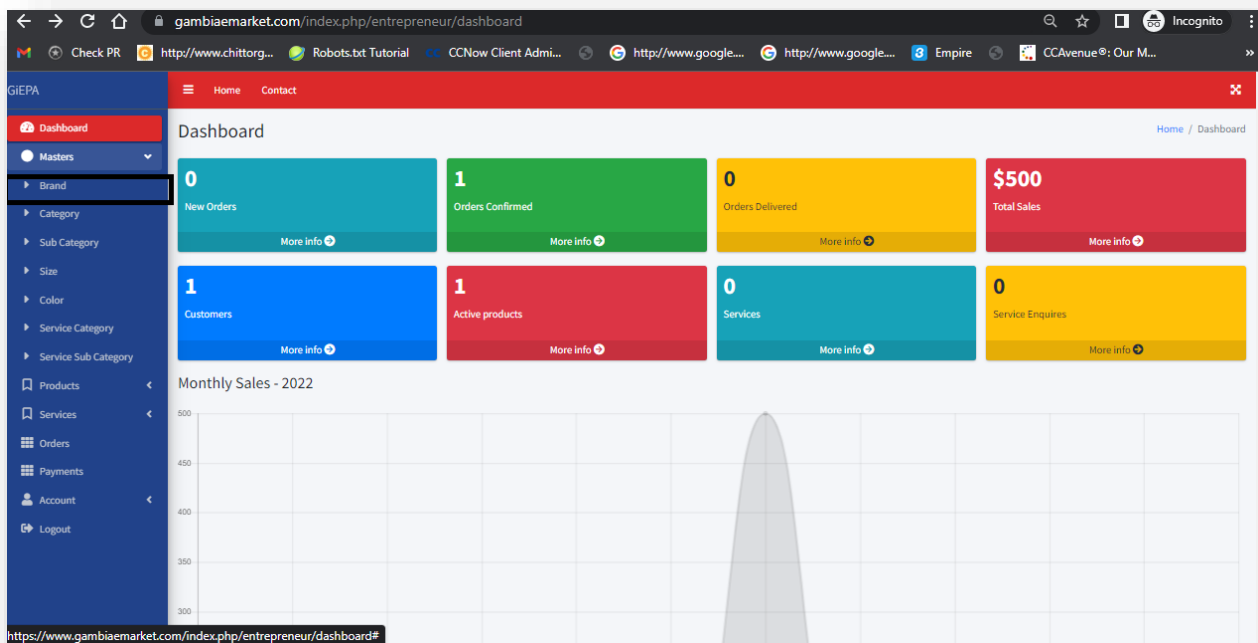 gambiaemarket.com/index.php/entrepreneur/dashboard
Incognito
Check PR
http://www.chittorg...
Robots.txt Tutorial
CCNow Client Admi...
http://www.google....
http://www.google....
Empire
CCAvenue®: Our M...
»
GiEPA
Home
Contact
Dashboard
Masters
Brand
Category
Sub Category
Size
Color
Service Category
Service Sub Category
Products
Services
Orders
Payments
Account
Logout
Dashboard
Home / Dashboard
0
New Orders
More info
1
Orders Confirmed
More info
0
Orders Delivered
More info
$500
Total Sales
More info
1
Customers
More info
1
Active products
More info
0
Services
More info
0
Service Enquires
More info
Monthly Sales - 2022
500
450
400
350
300
https://www.gambiaemarket.com/index.php/entrepreneur/dashboard#